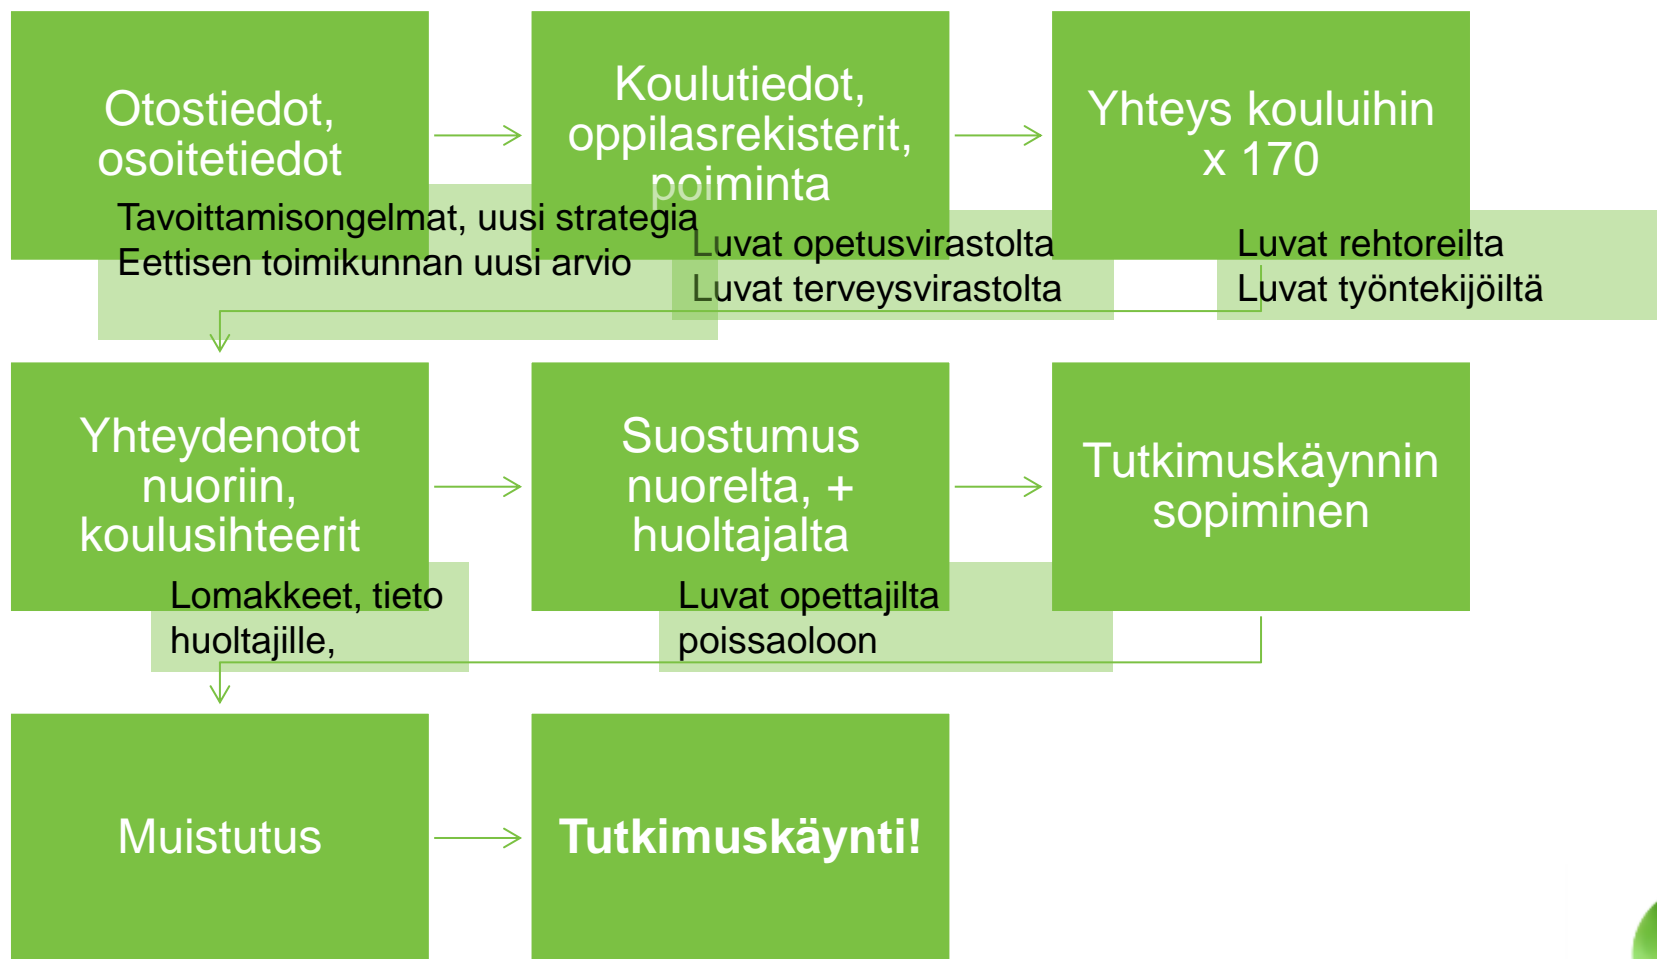 Otostiedot,
osoitetiedot
Tavoittamisongelmat, uusi strategia
Eettisen toimikunnan uusi arvio
Koulutiedot,
oppilasrekisterit,
poiminta
Luvat opetusvirastolta
Luvat terveysvirastolta
Yhteys kouluihin
x 170
Luvat rehtoreilta
Luvat työntekijöiltä
Yhteydenotot
nuoriin,
koulusihteerit
Lomakkeet, tieto
huoltajille,
Suostumus
nuorelta, +
huoltajalta
Luvat opettajilta
poissaoloon
Tutkimuskäynnin
sopiminen
Muistutus
Tutkimuskäynti!